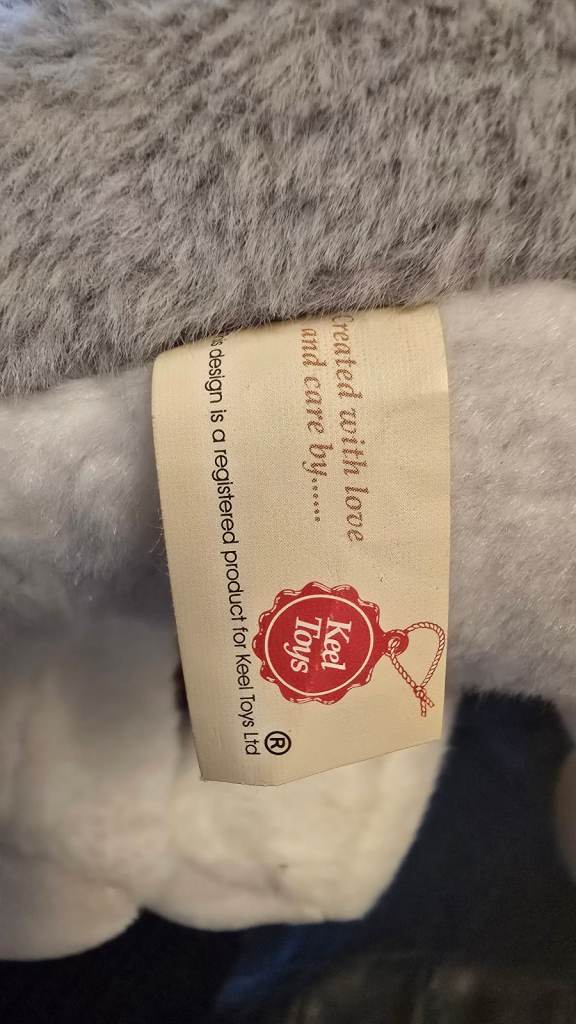 Created with love
and care by......
Keel
Toys
®
is design is a registered product for Keel Toys Ltd